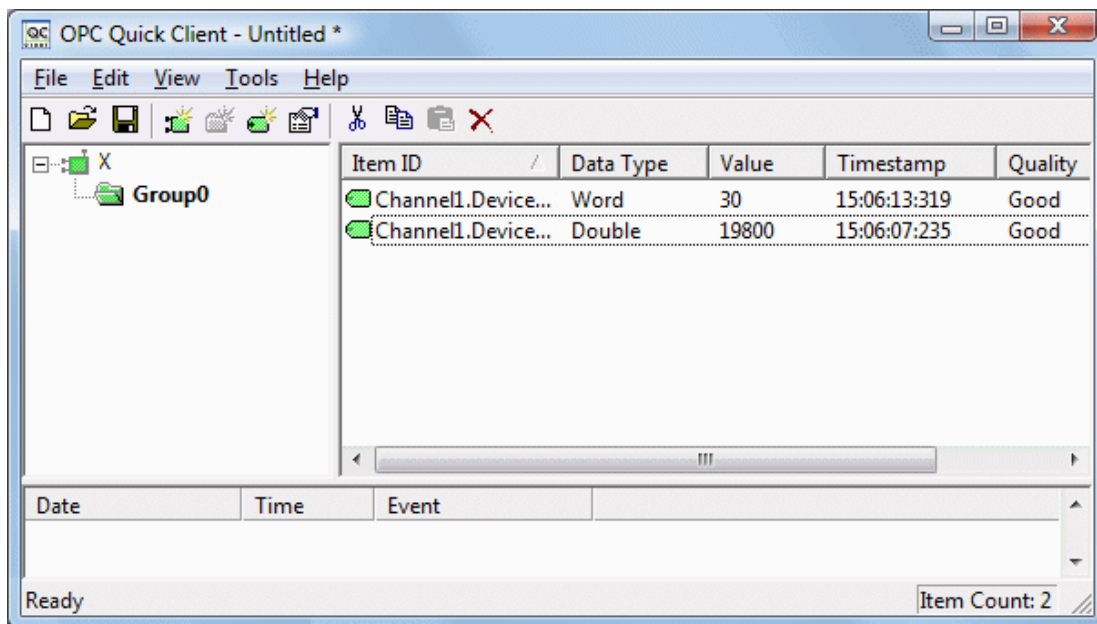 OPC Quick Client - Untitled *
File Edit View Tools Help
X
Group0
Item ID Data Type Value Timestamp Quality
Channel1.Device... Word 30 15:06:13:319 Good
Channel1.Device... Double 19800 15:06:07:235 Good
Date Time Event
Ready Item Count: 2